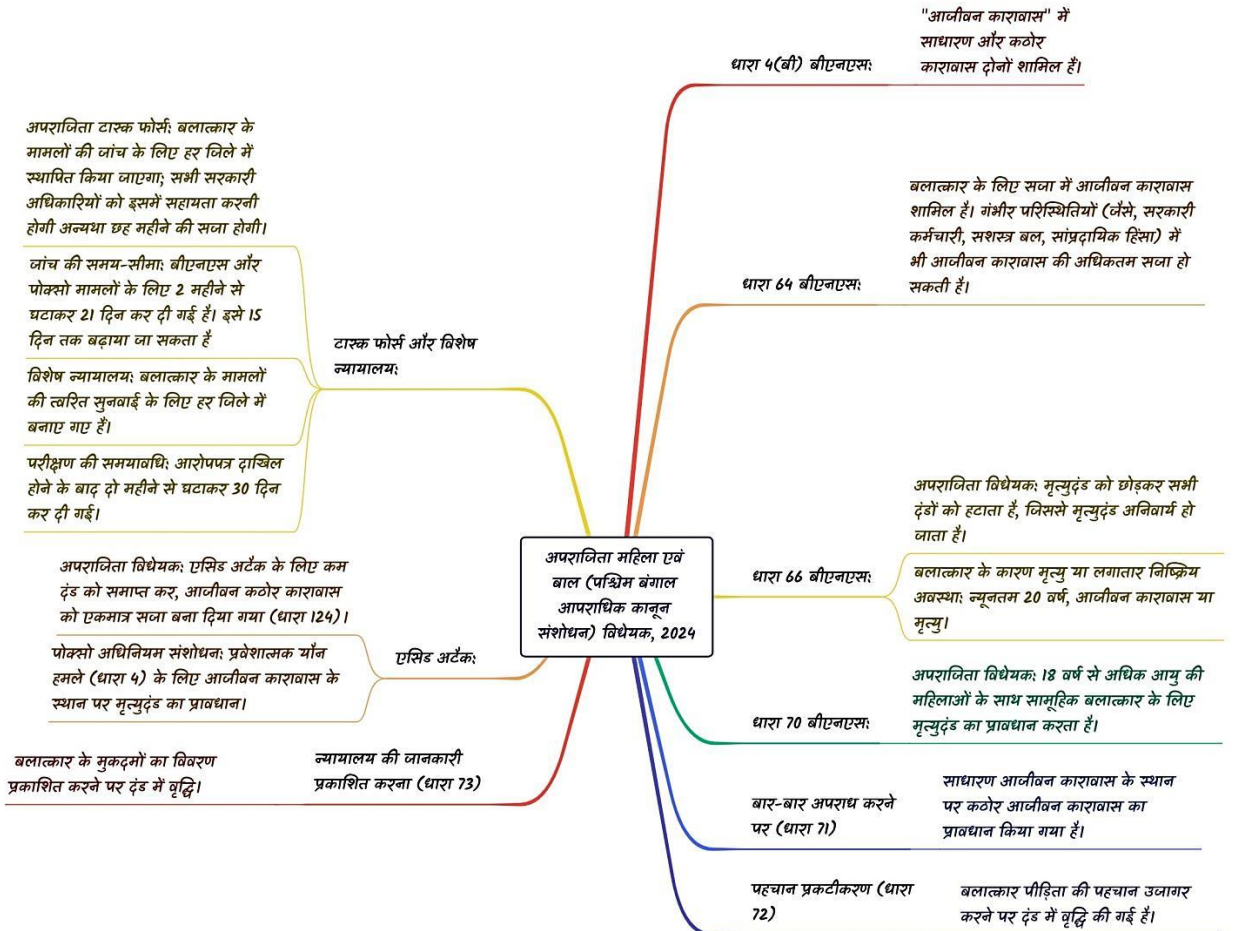 अपराजिता महिला एवं
बाल (पश्चिम बंगाल
आपराधिक कानून
संशोधन) विधेयक, 2024
धारा 4(बी) बीएनएस:
"आजीवन कारावास" में
साधारण और कठोर
कारावास दोनों शामिल हैं।
धारा 64 बीएनएस:
बलात्कार के लिए सजा में आजीवन कारावास
शामिल है। गंभीर परिस्थितियों (जैसे, सरकारी
कर्मचारी, सशस्त्र बल, सांप्रदायिक हिंसा) में
भी आजीवन कारावास की अधिकतम सजा हो
सकती है।
धारा 66 बीएनएस:
अपराजिता विधेयक: मृत्युदंड को छोड़कर सभी
दंडों को हटाता है, जिससे मृत्युदंड अनिवार्य हो
जाता है।
बलात्कार के कारण मृत्यु या लगातार निष्क्रिय
अवस्था: न्यूनतम 20 वर्ष, आजीवन कारावास या
मृत्यु।
धारा 70 बीएनएस:
अपराजिता विधेयक: 18 वर्ष से अधिक आयु की
महिलाओं के साथ सामूहिक बलात्कार के लिए
मृत्युदंड का प्रावधान करता है।
बार-बार अपराध करने
पर (धारा 71)
साधारण आजीवन कारावास के स्थान
पर कठोर आजीवन कारावास का
प्रावधान किया गया है।
पहचान प्रकटीकरण (धारा
72)
बलात्कार पीड़िता की पहचान उजागर
करने पर दंड में वृद्धि की गई है।
टास्क फोर्स और विशेष
न्यायालय:
अपराजिता टास्क फोर्स: बलात्कार के
मामलों की जांच के लिए हर जिले में
स्थापित किया जाएगा; सभी सरकारी
अधिकारियों को इसमें सहायता करनी
होगी अन्यथा छह महीने की सजा होगी।
जांच की समय-सीमा: बीएनएस और
पोक्सो मामलों के लिए 2 महीने से
घटाकर 21 दिन कर दी गई है। इसे 15
दिन तक बढ़ाया जा सकता है
विशेष न्यायालय: बलात्कार के मामलों
की त्वरित सुनवाई के लिए हर जिले में
बनाए गए हैं।
परीक्षण की समयावधि: आरोपपत्र दाखिल
होने के बाद दो महीने से घटाकर 30 दिन
कर दी गई।
एसिड अटैक:
अपराजिता विधेयक: एसिड अटैक के लिए कम
दंड को समाप्त कर, आजीवन कठोर कारावास
को एकमात्र सजा बना दिया गया (धारा 124)।
पोक्सो अधिनियम संशोधन: प्रवेशात्मक यौन
हमले (धारा 4) के लिए आजीवन कारावास के
स्थान पर मृत्युदंड का प्रावधान।
न्यायालय की जानकारी
प्रकाशित करना (धारा 73)
बलात्कार के मुकदमों का विवरण
प्रकाशित करने पर दंड में वृद्धि।